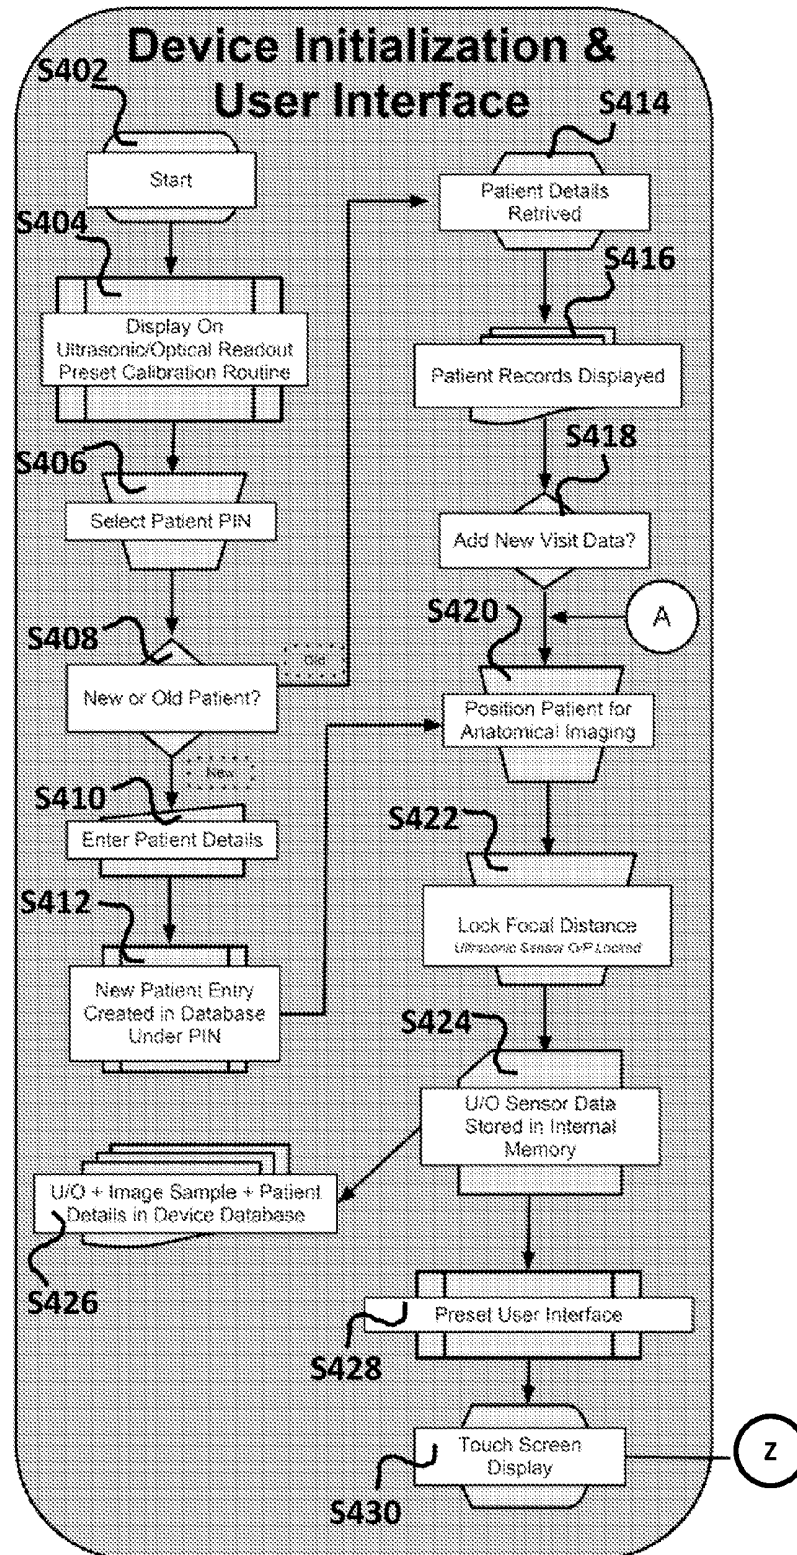 Device Initialization &
User Interface
S402
Start
S404
Display On
Ultrasonic/Optical Readout
Preset Calibration Routine
S406
Select Patient PIN
S408
New or Old Patient?
Old
New
S410
Enter Patient Details
S412
New Patient Entry
Created in Database
Under PIN
S414
Patient Details
Retrived
S416
Patient Records Displayed
S418
Add New Visit Data?
A
S420
Position Patient for
Anatomical Imaging
S422
Lock Focal Distance
Ultrasonic Sensor O/P Locked
S424
U/O Sensor Data
Stored in Internal
Memory
U/O + Image Sample + Patient
Details in Device Database
S426
Preset User Interface
S428
Touch Screen
Display
S430
Z